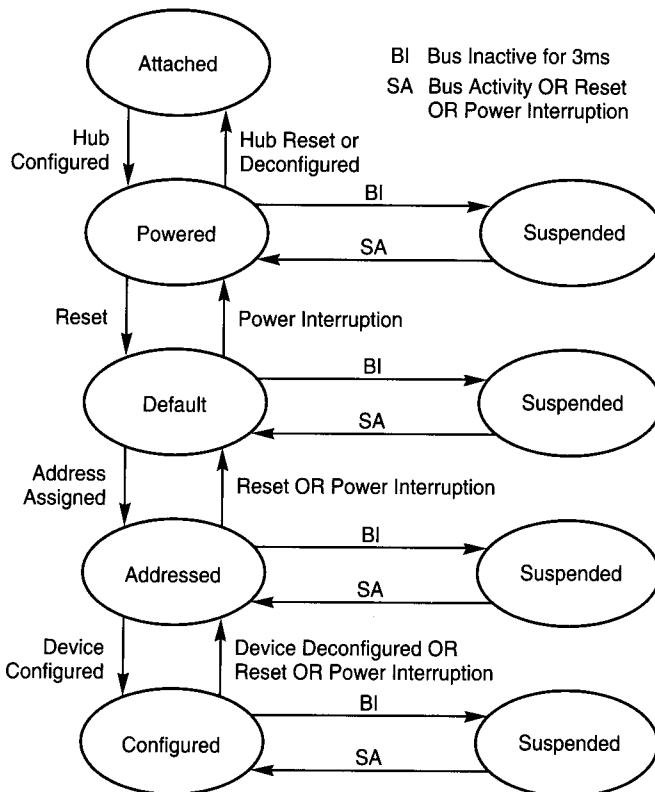 Attached
BI Bus Inactive for 3ms
SA Bus Activity OR Reset
OR Power Interruption
Hub
Configured
Hub Reset or
Deconfigured
Powered
BI
SA
Suspended
Reset
Power Interruption
Default
BI
SA
Suspended
Address
Assigned
Reset OR Power Interruption
Addressed
BI
SA
Suspended
Device
Configured
Device Deconfigured OR
Reset OR Power Interruption
Configured
BI
SA
Suspended